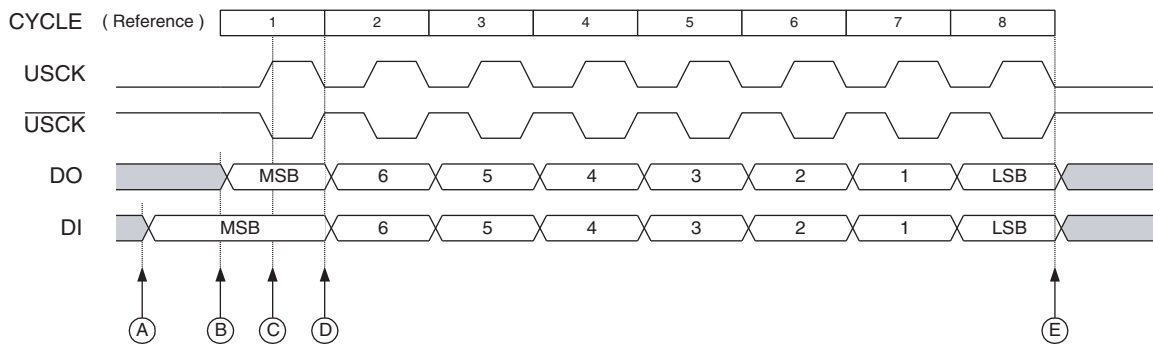 CYCLE ( Reference ) 1 2 3 4 5 6 7 8
USCK
USCK
DO MSB 6 5 4 3 2 1 LSB
DI MSB 6 5 4 3 2 1 LSB
A B C D E